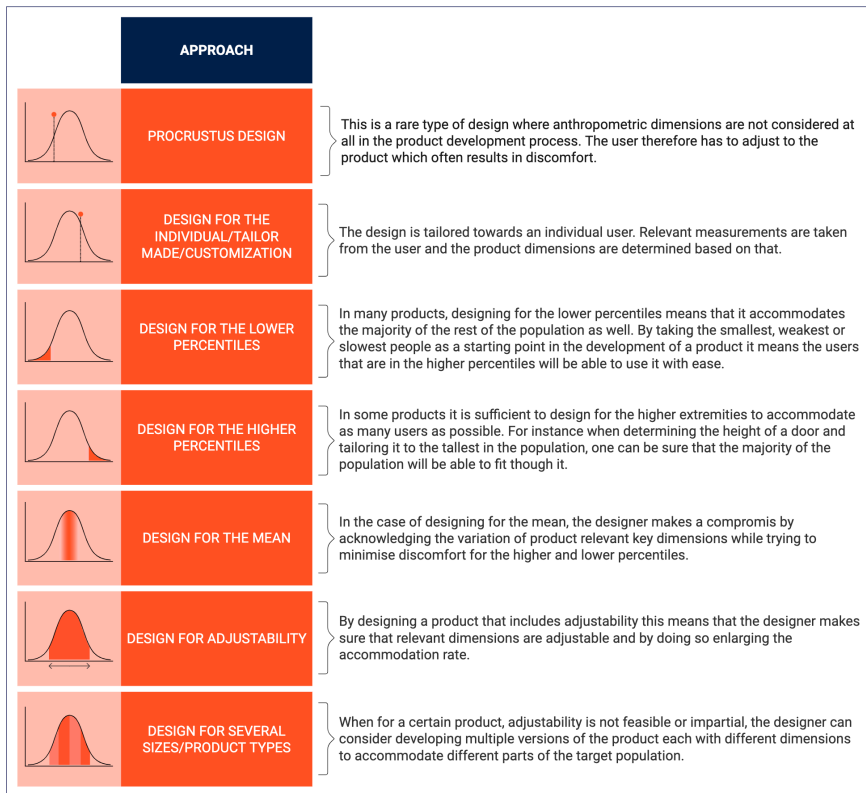 APPROACH
PROCRUSTUS DESIGN
This is a rare type of design where anthropometric dimensions are not considered at
all in the product development process. The user therefore has to adjust to the
product which often results in discomfort.
DESIGN FOR THE
INDIVIDUAL/TAILOR
MADE/CUSTOMIZATION
The design is tailored towards an individual user. Relevant measurements are taken
from the user and the product dimensions are determined based on that.
DESIGN FOR THE LOWER
PERCENTILES
In many products, designing for the lower percentiles means that it accommodates
the majority of the rest of the population as well. By taking the smallest, weakest or
slowest people as a starting point in the development of a product it means the users
that are in the higher percentiles will be able to use it with ease.
DESIGN FOR THE HIGHER
PERCENTILES
In some products it is sufficient to design for the higher extremities to accommodate
as many users as possible. For instance when determining the height of a door and
tailoring it to the tallest in the population, one can be sure that the majority of the
population will be able to fit though it.
DESIGN FOR THE MEAN
In the case of designing for the mean, the designer makes a compromis by
acknowledging the variation of product relevant key dimensions while trying to
minimise discomfort for the higher and lower percentiles.
DESIGN FOR ADJUSTABILITY
By designing a product that includes adjustability this means that the designer makes
sure that relevant dimensions are adjustable and by doing so enlarging the
accommodation rate.
DESIGN FOR SEVERAL
SIZES/PRODUCT TYPES
When for a certain product, adjustability is not feasible or impartial, the designer can
consider developing multiple versions of the product each with different dimensions
to accommodate different parts of the target population.